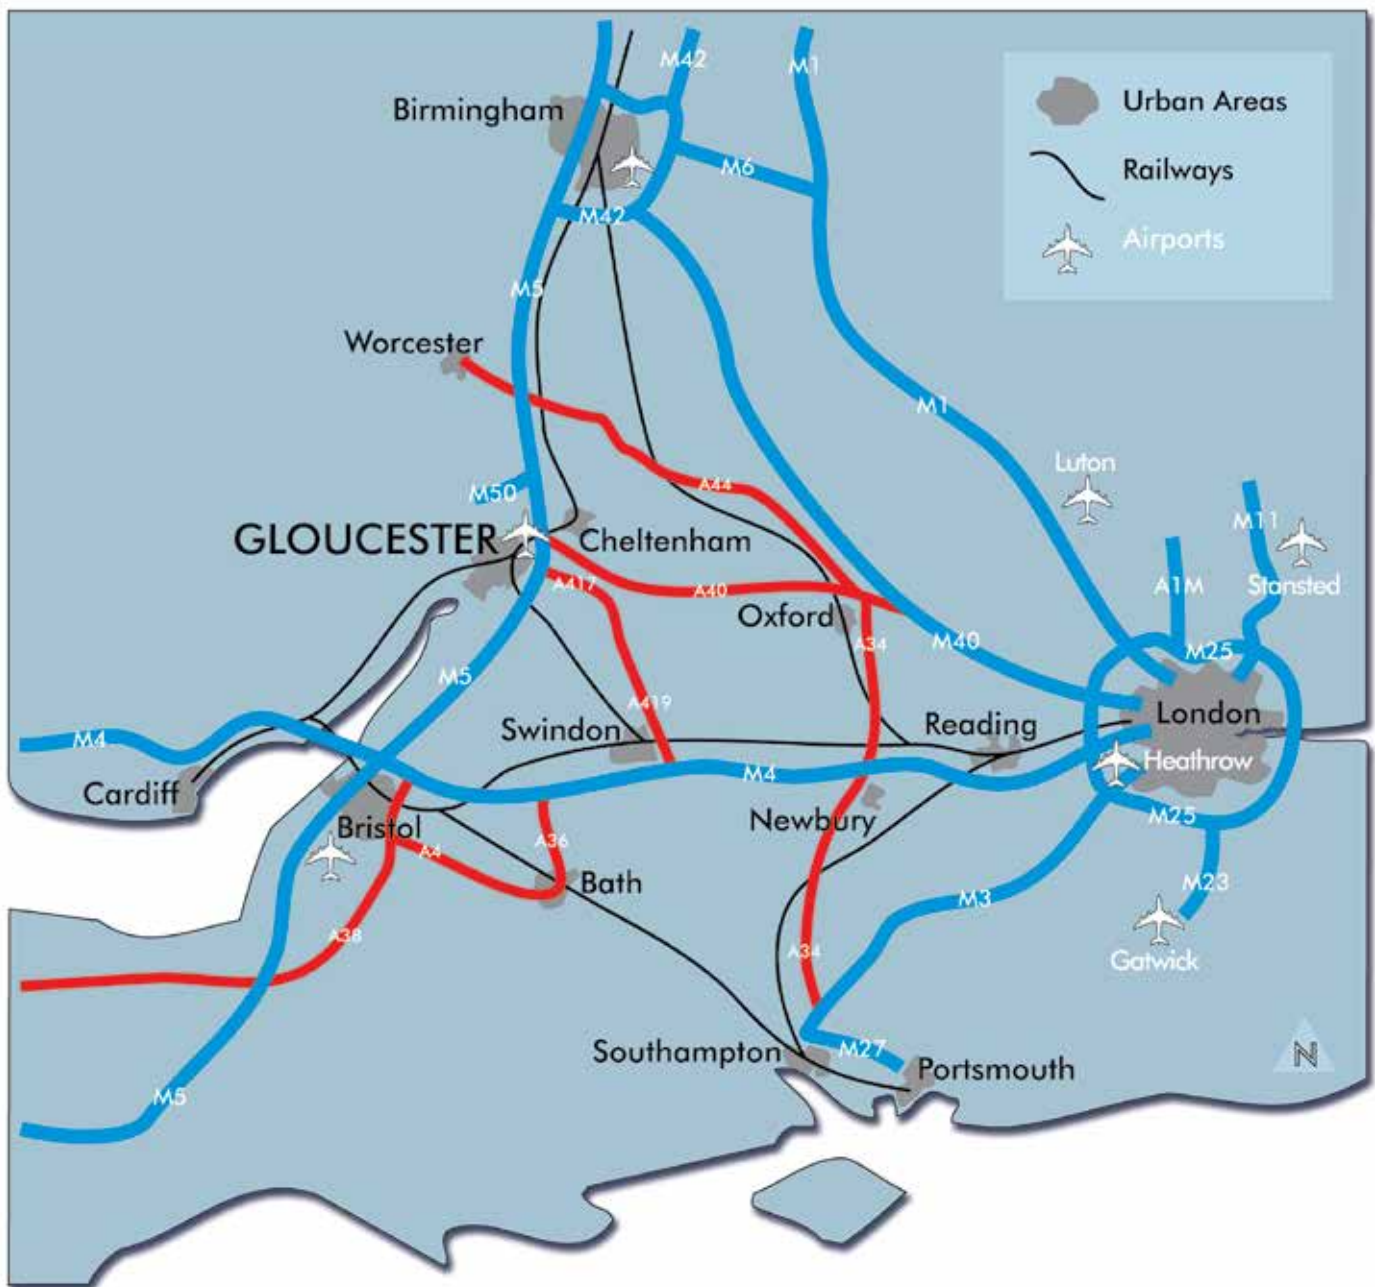 M42
M1
Urban Areas
Birmingham
M6
Railways
M42
Airports
M5
Worcester
M1
Luton
A44
M50
M11
GLOUCESTER
Cheltenham
A417
A40
A1M
Stansted
Oxford
A34
M40
M25
M5
A419
Swindon
Reading
London
M4
M4
Heathrow
Cardiff
Newbury
M25
Bristol
A36
A4
Bath
M23
M3
A38
A34
Gatwick
Southampton
M27
Portsmouth
N
M5